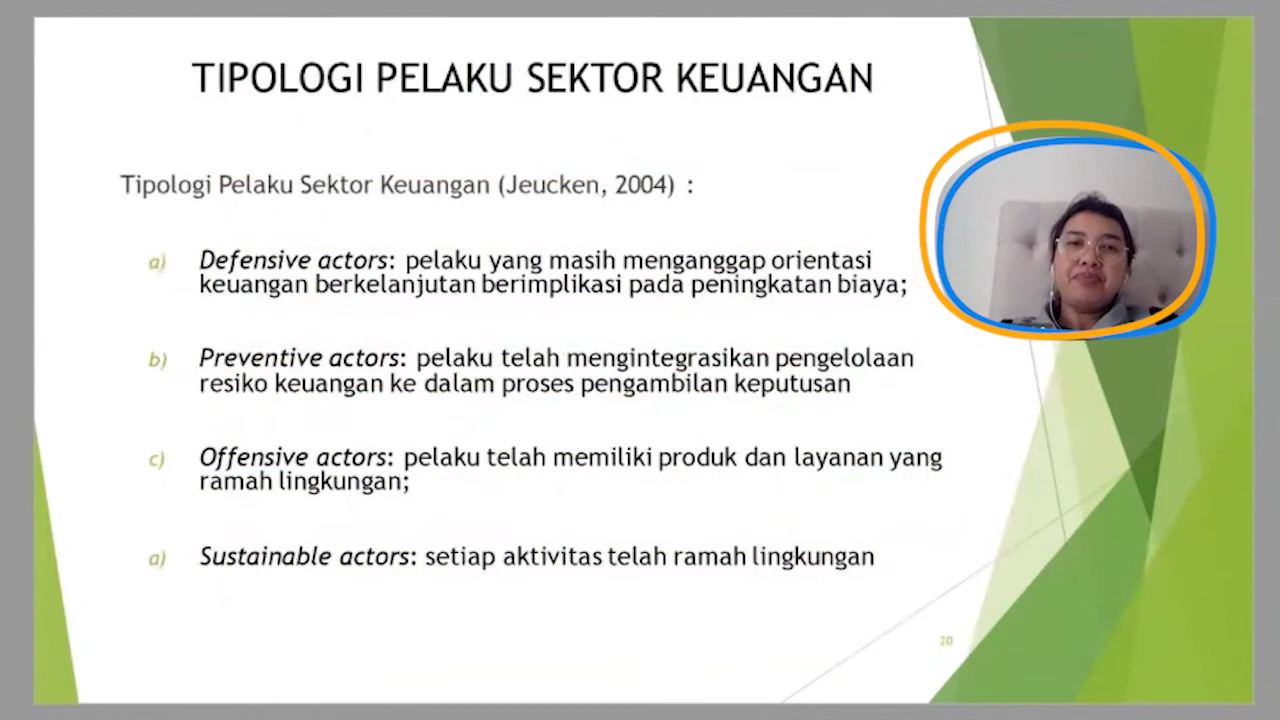 TIPOLOGI PELAKU SEKTOR KEUANGAN
Tipologi Pelaku Sektor Keuangan (Jeucken, 2004) :
a) Defensive actors: pelaku yang masih menganggap orientasi
keuangan berkelanjutan berimplikasi pada peningkatan biaya;
b) Preventive actors: pelaku telah mengintegrasikan pengelolaan
resiko keuangan ke dalam proses pengambilan keputusan
c) Offensive actors: pelaku telah memiliki produk dan layanan yang
ramah lingkungan;
a) Sustainable actors: setiap aktivitas telah ramah lingkungan
20